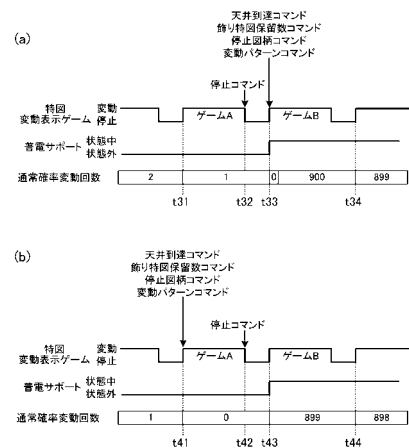 (a)
天井到達コマンド
飾り特図保留数コマンド
停止図柄コマンド
変動パターンコマンド
停止コマンド
特図 変動
変動表示ゲーム 停止
ゲームA ゲームB
普電サポート 状態中
状態外
通常確率変動回数 2 1 0 900 899
t31 t32 t33 t34
(b)
天井到達コマンド
飾り特図保留数コマンド
停止図柄コマンド
変動パターンコマンド
停止コマンド
特図 変動
変動表示ゲーム 停止
ゲームA ゲームB
普電サポート 状態中
状態外
通常確率変動回数 1 0 899 898
t41 t42 t43 t44